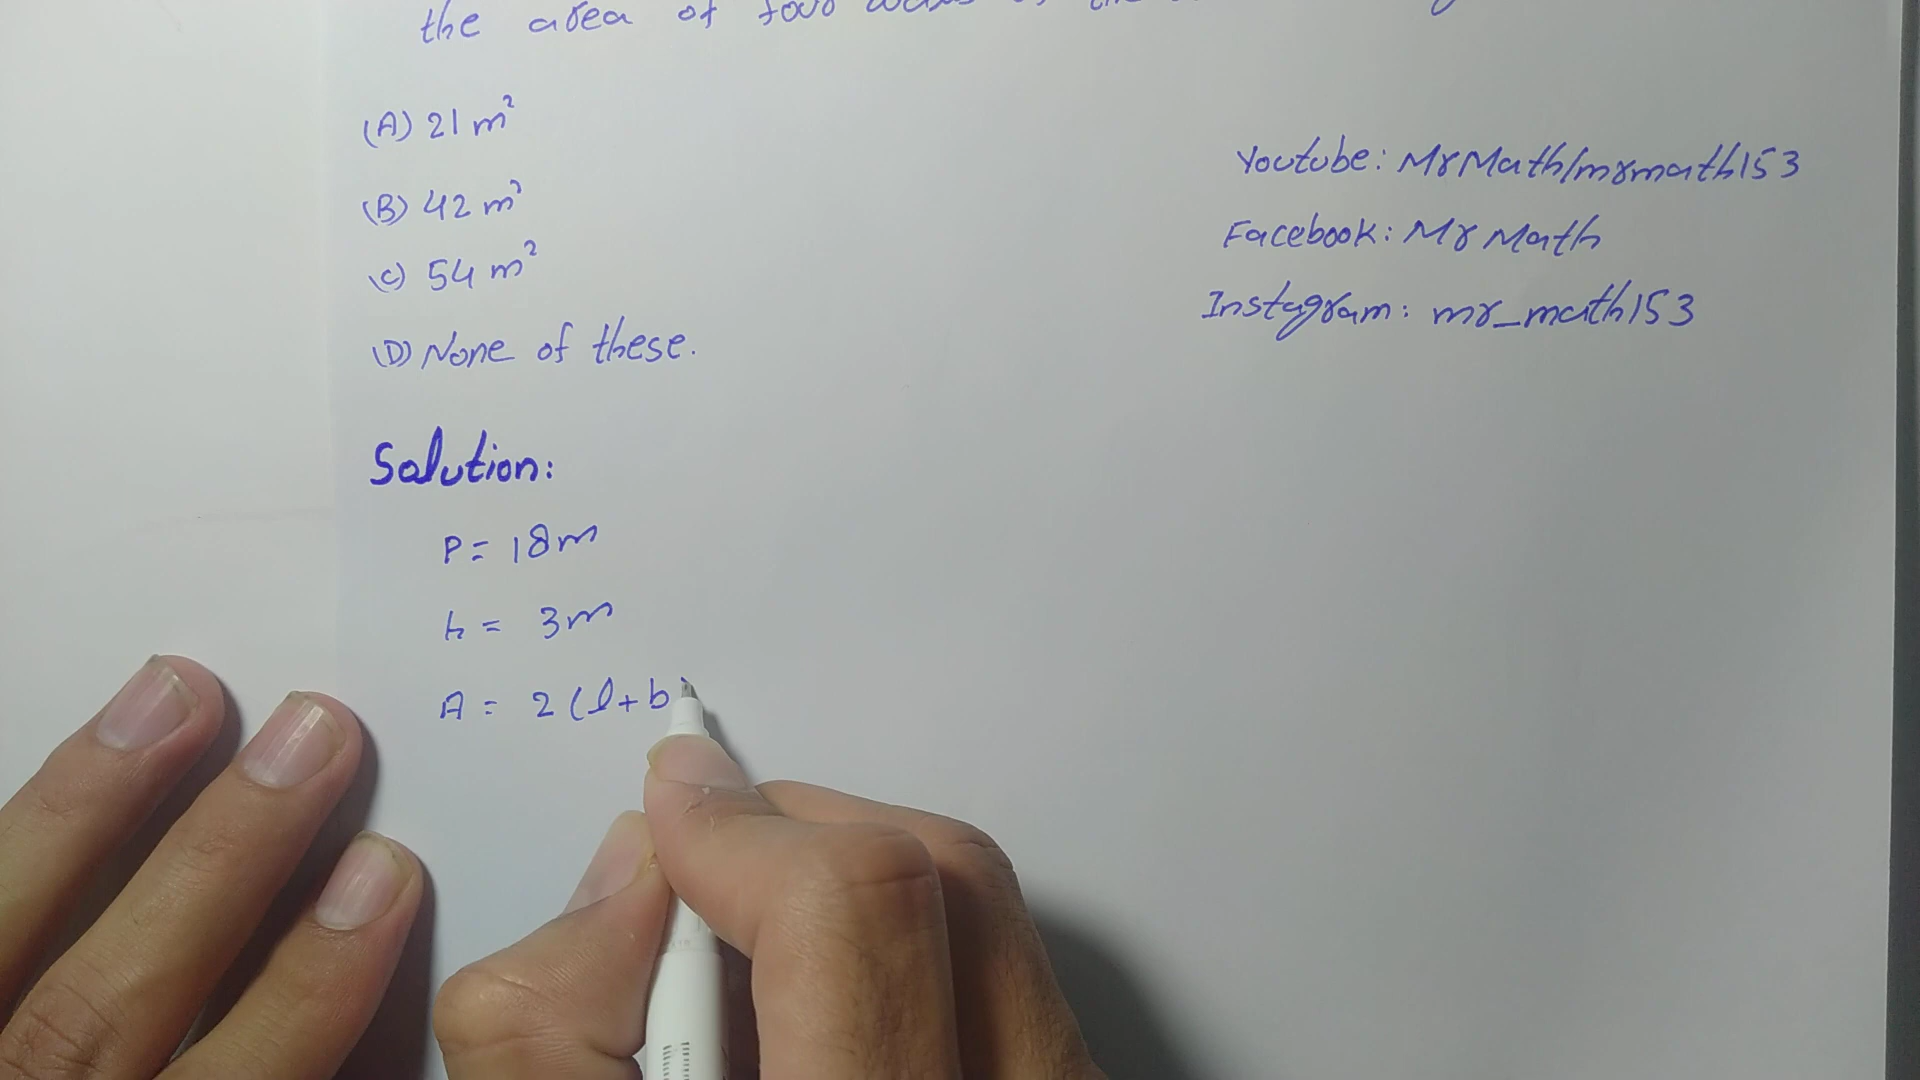 the area of four
(A) 21 m²
(B) 42 m²
(C) 54 m²
(D) None of these.
Youtube: MrMath/mrmath153
Facebook: Mr Math
Instagram: mr_math153
Solution:
P = 18m
h = 3m
A = 2 (l+b)